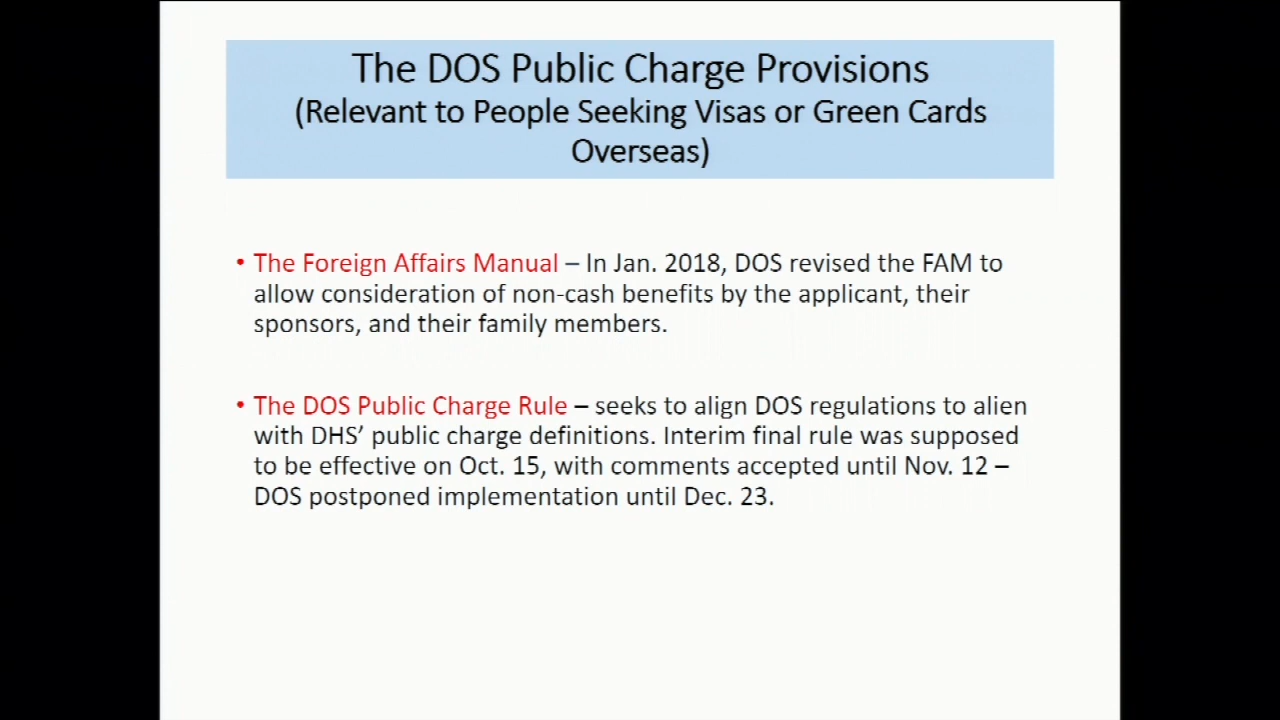 The DOS Public Charge Provisions
(Relevant to People Seeking Visas or Green Cards
Overseas)
• The Foreign Affairs Manual – In Jan. 2018, DOS revised the FAM to
allow consideration of non-cash benefits by the applicant, their
sponsors, and their family members.
• The DOS Public Charge Rule – seeks to align DOS regulations to alien
with DHS’ public charge definitions. Interim final rule was supposed
to be effective on Oct. 15, with comments accepted until Nov. 12 –
DOS postponed implementation until Dec. 23.